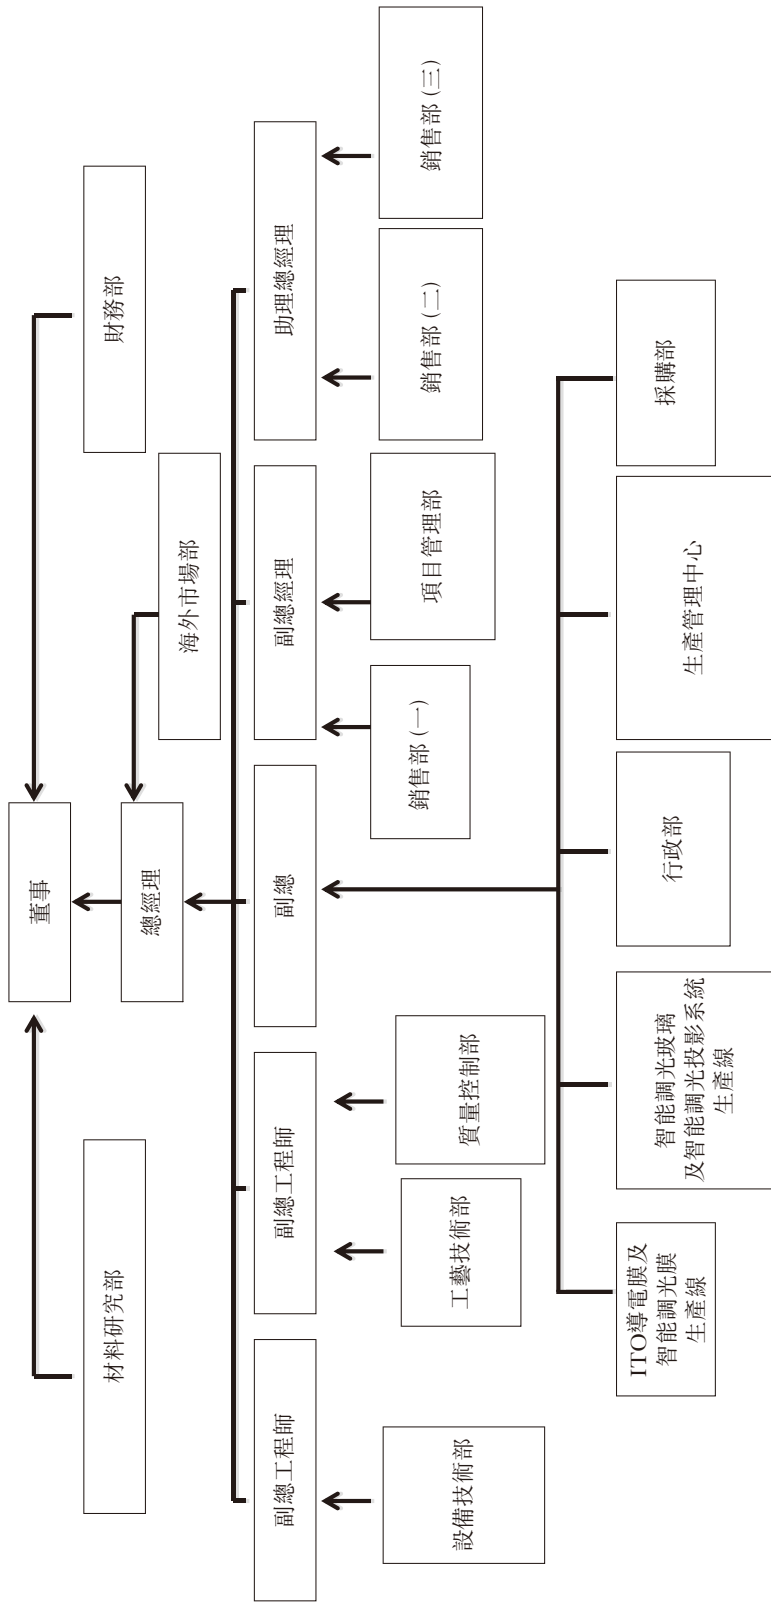 董事
材料研究部
財務部
總經理
海外市場部
副總工程師
副總工程師
副總
副總經理
助理總經理
設備技術部
工藝技術部
質量控制部
銷售部 (一)
項目管理部
銷售部 (二)
銷售部 (三)
ITO導電膜及
智能調光膜
生產線
智能調光玻璃
及智能調光投影系統
生產線
行政部
生產管理中心
採購部